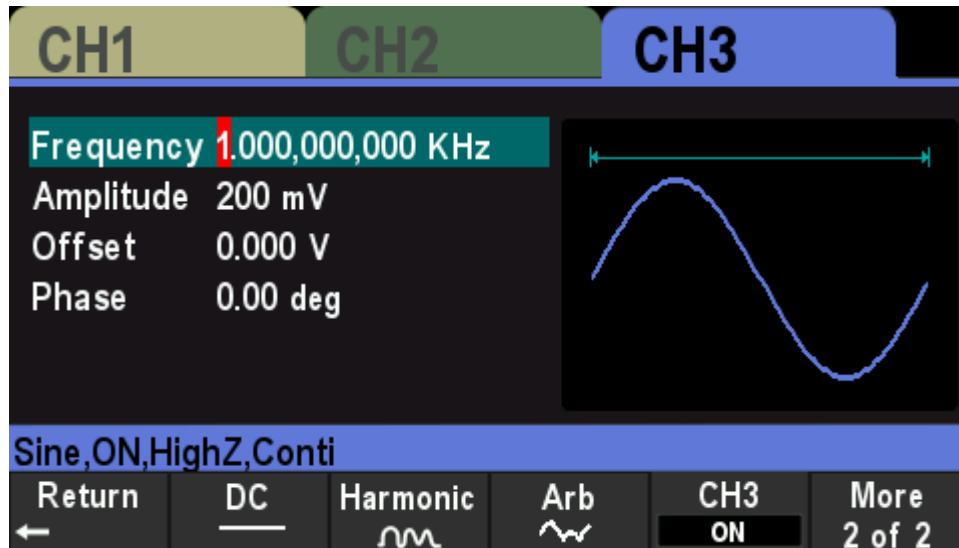 CH1 CH2 CH3
Frequency 1.000,000,000 KHz
Amplitude 200 mV
Offset 0.000 V
Phase 0.00 deg
Sine,ON,HighZ,Conti
Return DC Harmonic Arb CH3 More
ON 2 of 2